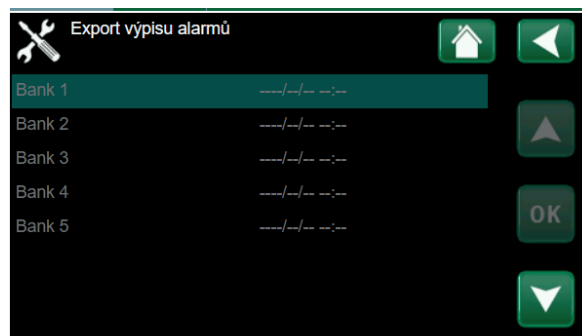 Export výpisu alarmů
Bank 1 ----/--/-- --:--
Bank 2 ----/--/-- --:--
Bank 3 ----/--/-- --:--
Bank 4 ----/--/-- --:--
Bank 5 ----/--/-- --:--
OK